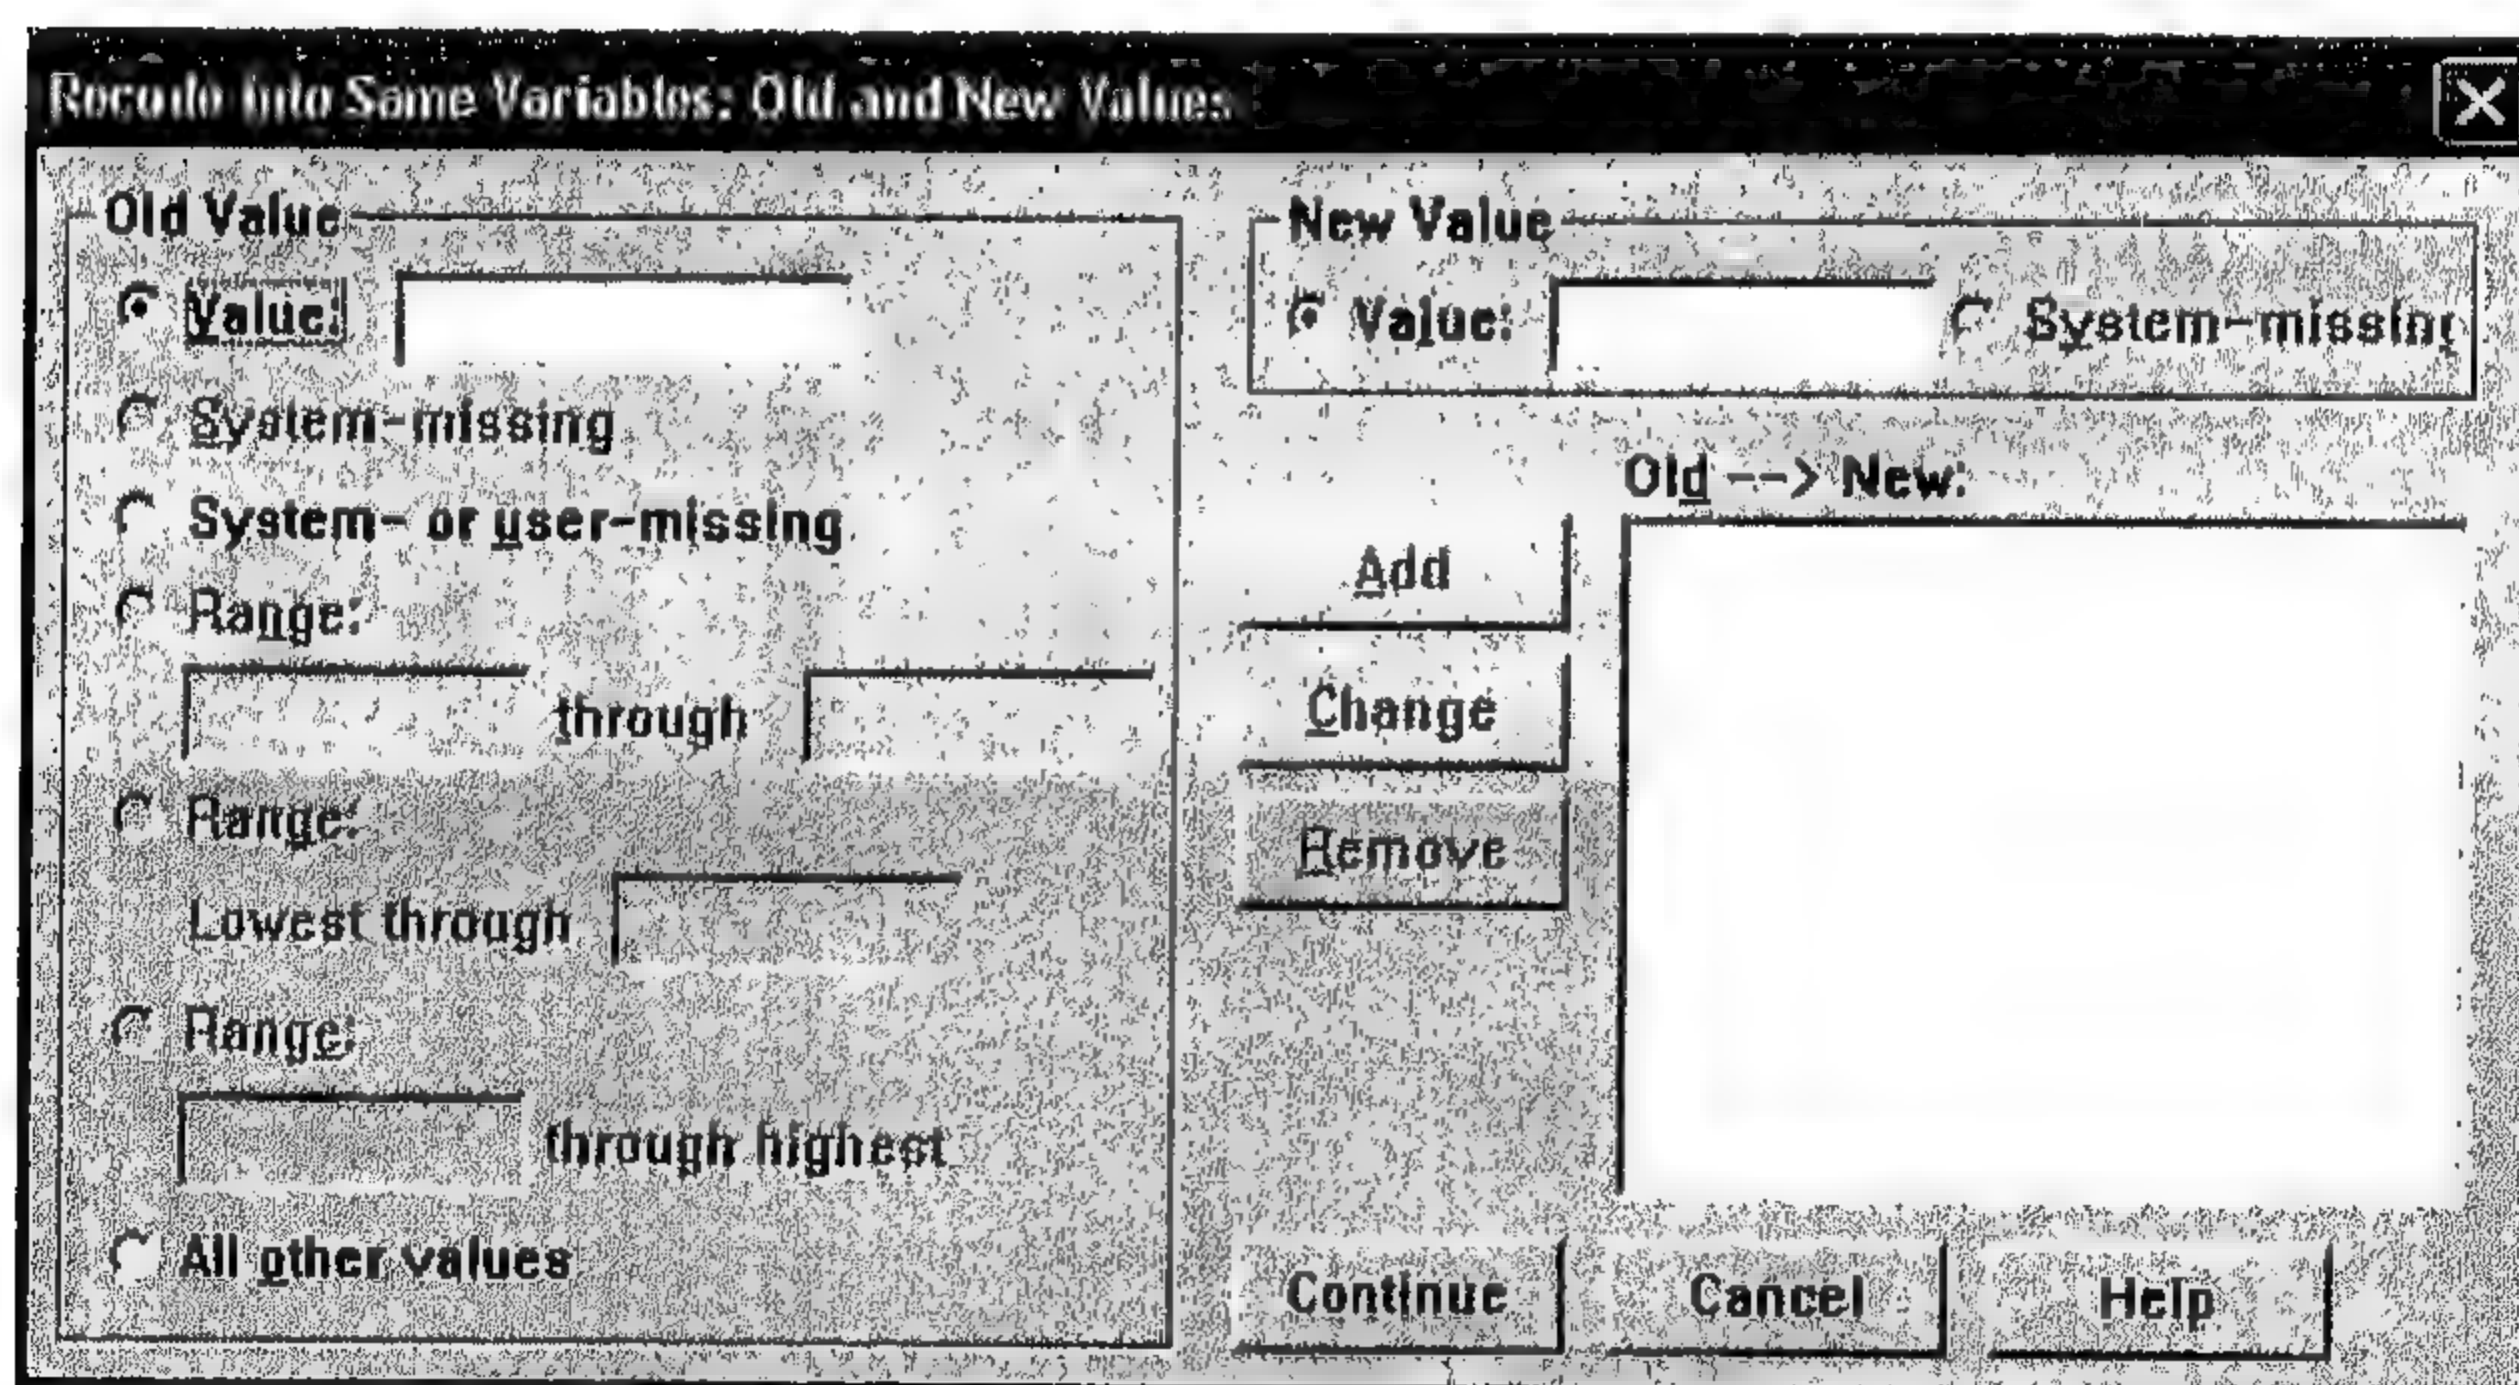 Recode into Same Variables: Old and New Values
Old Value
Value:
System-missing
System- or user-missing
Range:
through
Range:
Lowest through
Range:
through highest
All other values
New Value
Value:
System-missing
Old --> New:
Add
Change
Remove
Continue
Cancel
Help